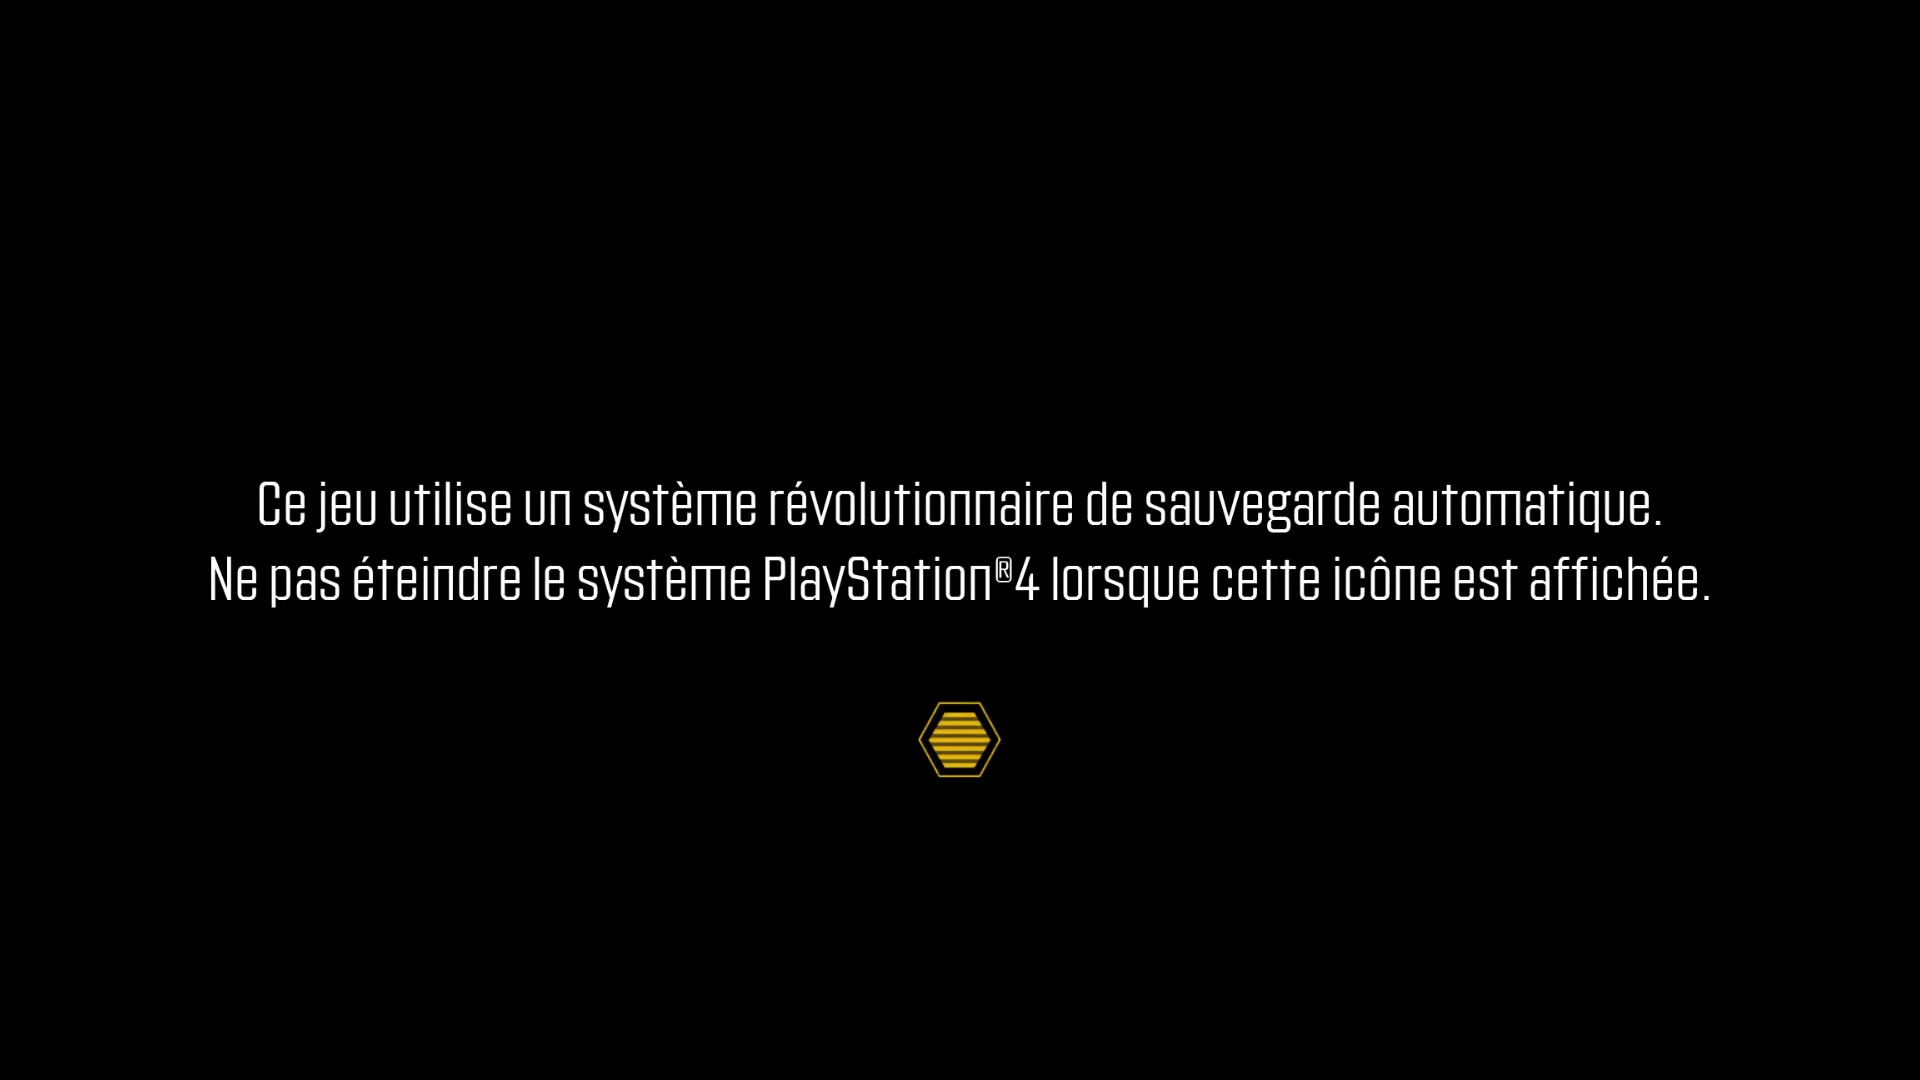 Ce jeu utilise un système révolutionnaire de sauvegarde automatique.
Ne pas éteindre le système PlayStation®4 lorsque cette icône est affichée.